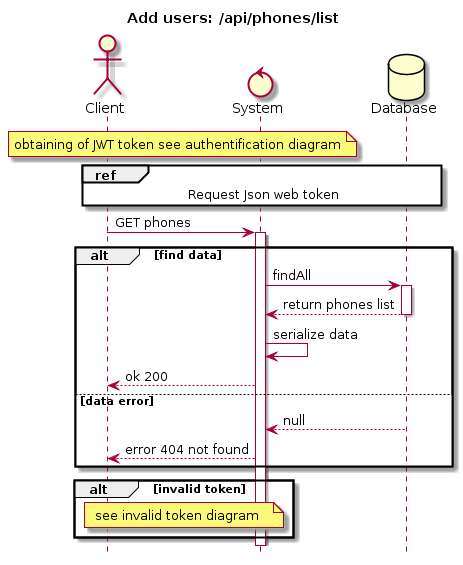 Add users: /api/phones/list
Client
System
Database
obtaining of JWT token see authentification diagram
ref
Request Json web token
GET phones
alt [find data]
findAll
return phones list
serialize data
ok 200
[data error]
null
error 404 not found
alt [invalid token]
see invalid token diagram